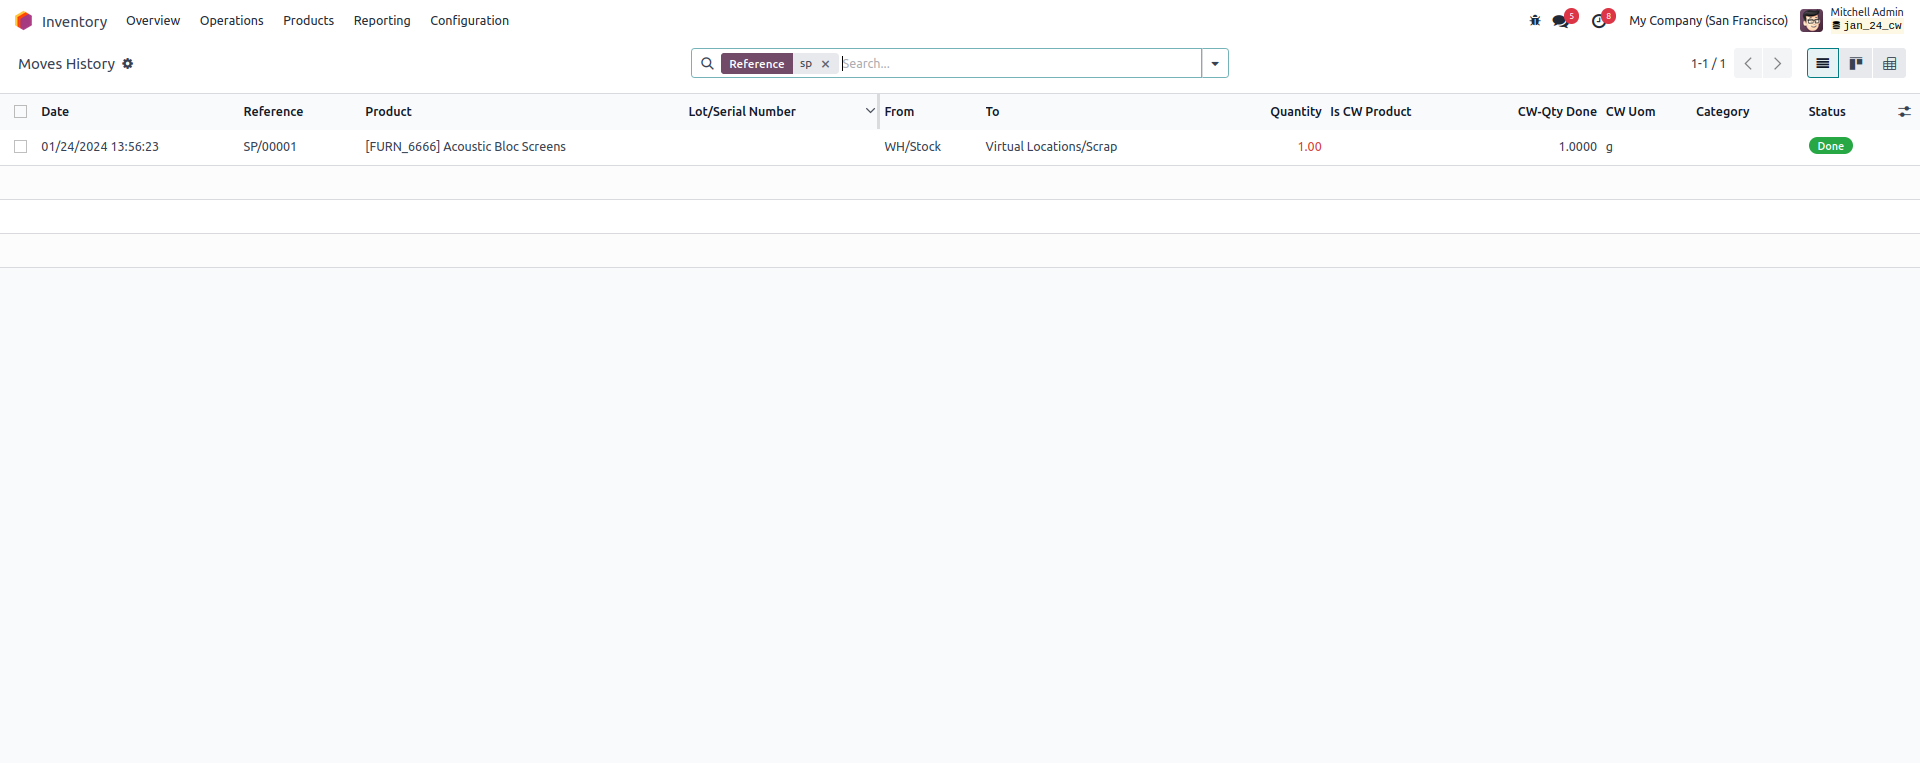 Inventory Overview Operations Products Reporting Configuration 5 8 My Company (San Francisco) Mitchell Admin
jan_24_cw
Moves History Reference sp Search... 1-1 / 1
Date Reference Product Lot/Serial Number From To Quantity Is CW Product CW-Qty Done CW Uom Category Status
01/24/2024 13:56:23 SP/00001 [FURN_6666] Acoustic Bloc Screens WH/Stock Virtual Locations/Scrap 1.00 1.0000 g Done